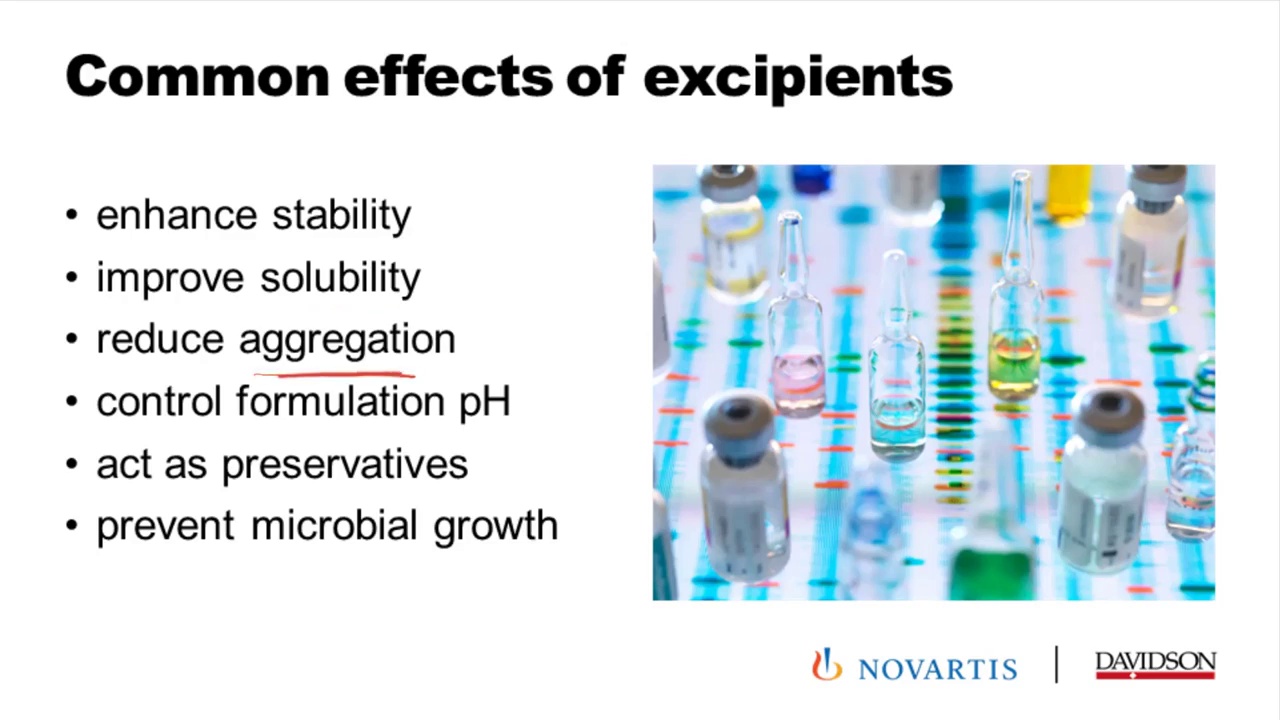 Common effects of excipients
• enhance stability
• improve solubility
• reduce aggregation
• control formulation pH
• act as preservatives
• prevent microbial growth
NOVARTIS | DAVIDSON